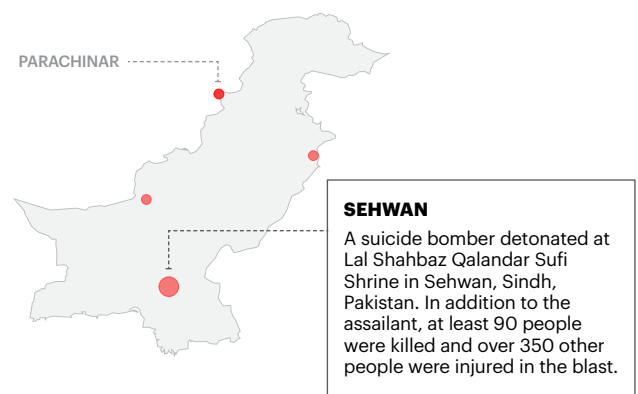 PARACHINAR
SEHWAN
A suicide bomber detonated at
Lal Shahbaz Qalandar Sufi
Shrine in Sehwan, Sindh,
Pakistan. In addition to the
assailant, at least 90 people
were killed and over 350 other
people were injured in the blast.